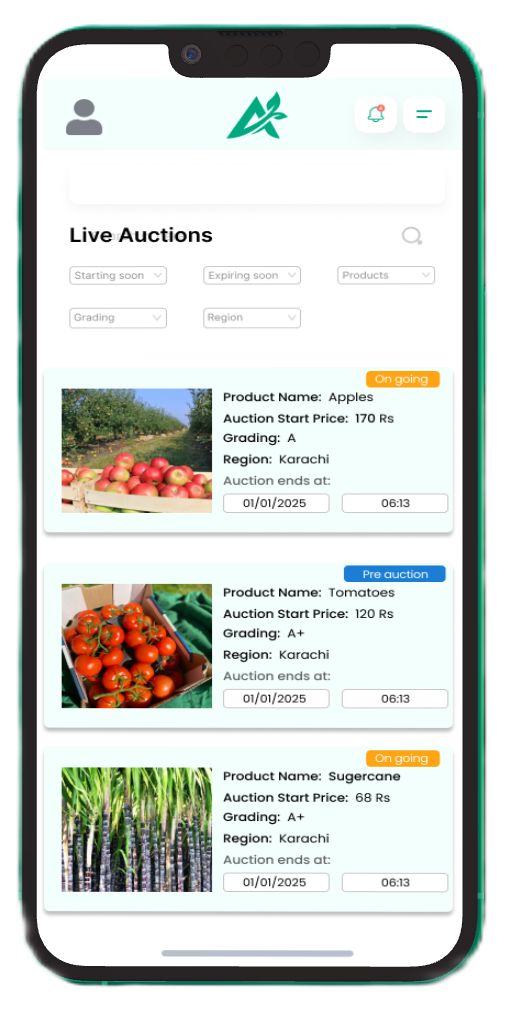 Live Auctions
Starting soon Expiring soon Products
Grading Region
On going
Product Name: Apples
Auction Start Price: 170 Rs
Grading: A
Region: Karachi
Auction ends at:
01/01/2025 06:13
Pre auction
Product Name: Tomatoes
Auction Start Price: 120 Rs
Grading: A+
Region: Karachi
Auction ends at:
01/01/2025 06:13
On going
Product Name: Sugercane
Auction Start Price: 68 Rs
Grading: A+
Region: Karachi
Auction ends at:
01/01/2025 06:13